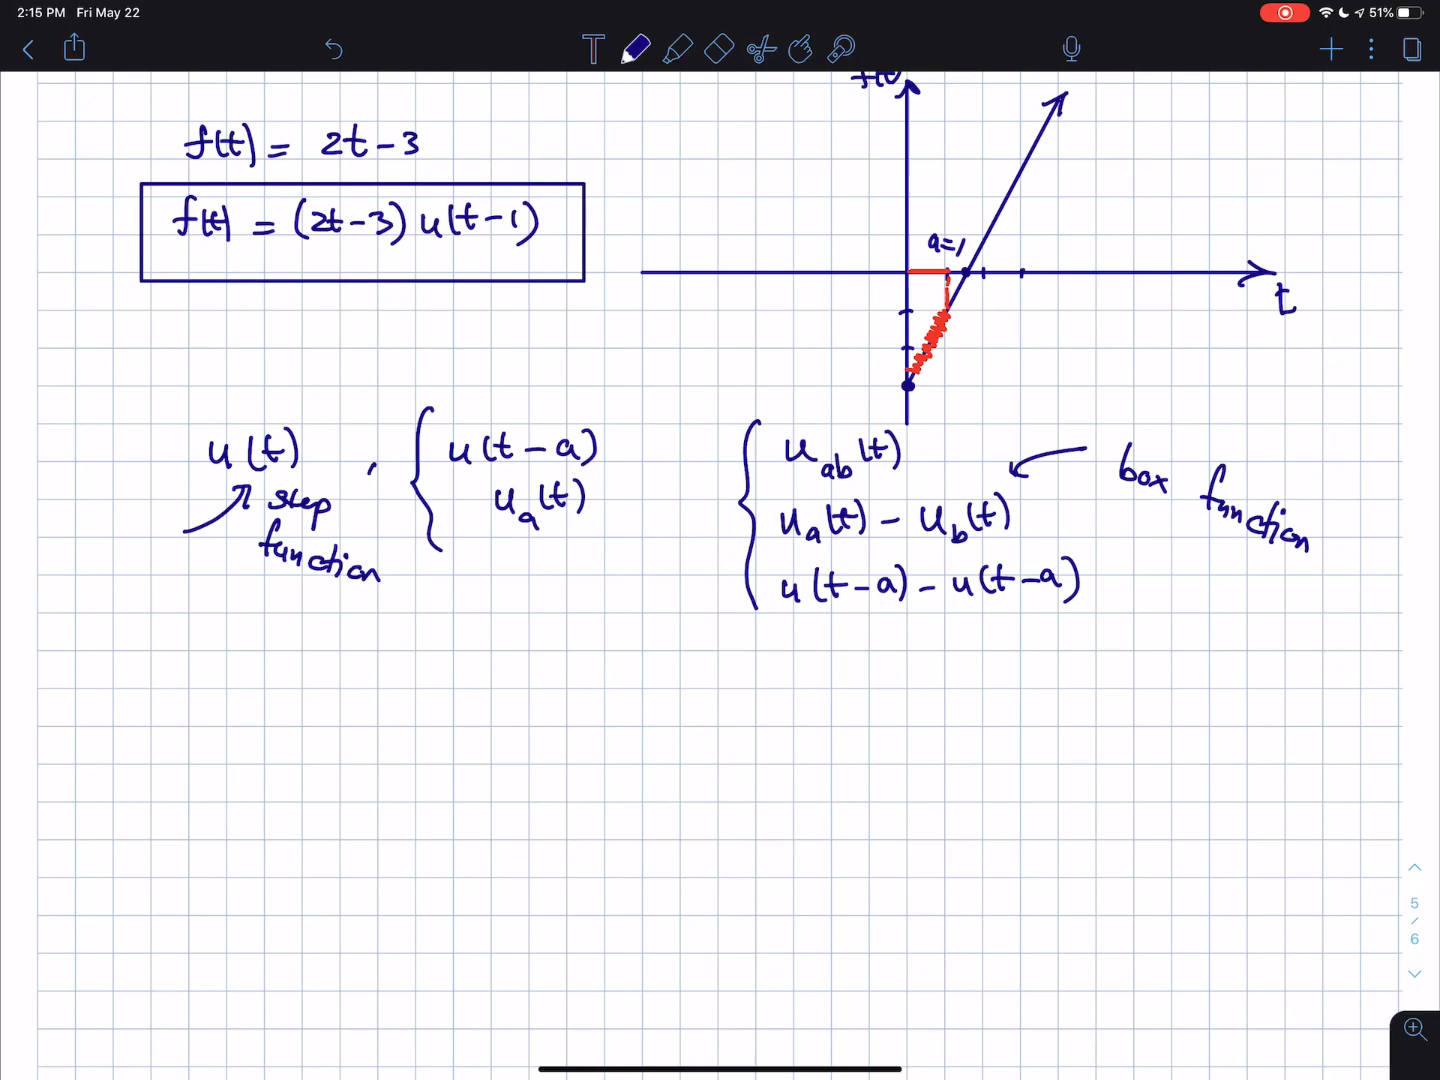 2:15 PM Fri May 22
51%
f(t)
f(t) = 2t - 3
f(t) = (2t - 3) u(t - 1)
a=1
t
u(t)
step
function
,
u(t - a)
u_a(t)
u_ab(t)
u_a(t) - u_b(t)
u(t - a) - u(t - a)
box function
5
/
6